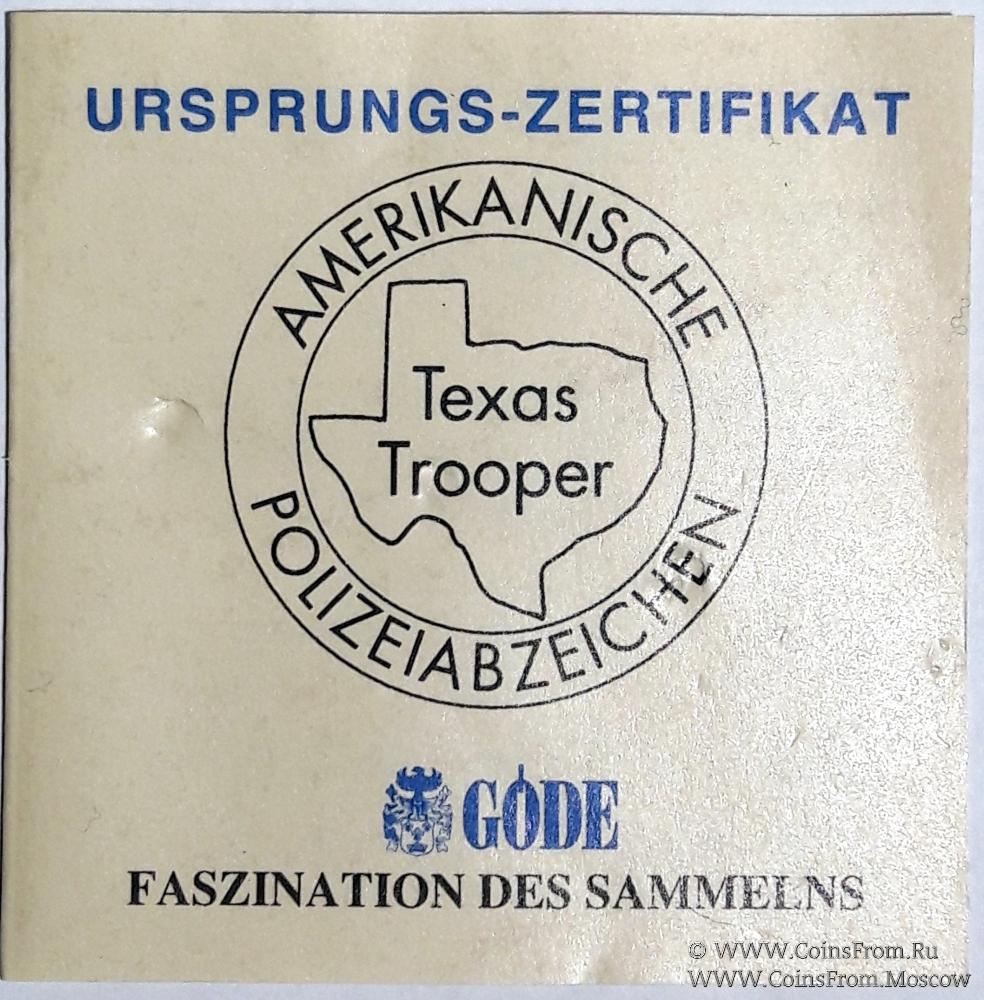 URSPRUNGS-ZERTIFIKAT
AMERIKANISCHE
Texas
Trooper
POLIZEIABZEICHEN
GÖDE
FASZINATION DES SAMMELNS
© WWW.CoinsFrom.Ru
WWW.CoinsFrom.Moscow